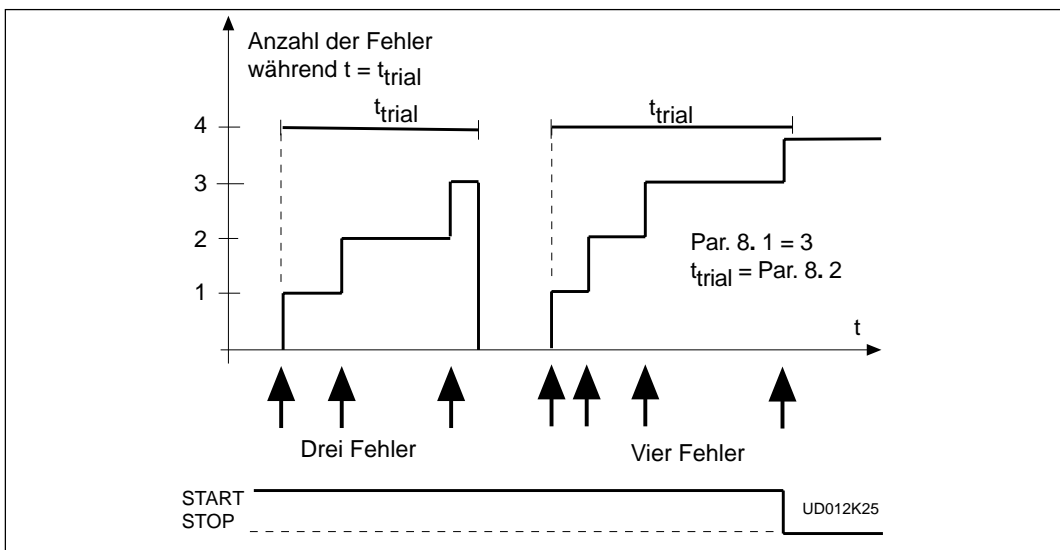 Anzahl der Fehler
während t = ttrial
ttrial
ttrial
4
3
2
1
Par. 8. 1 = 3
ttrial = Par. 8. 2
t
Drei Fehler
Vier Fehler
START
STOP
UD012K25